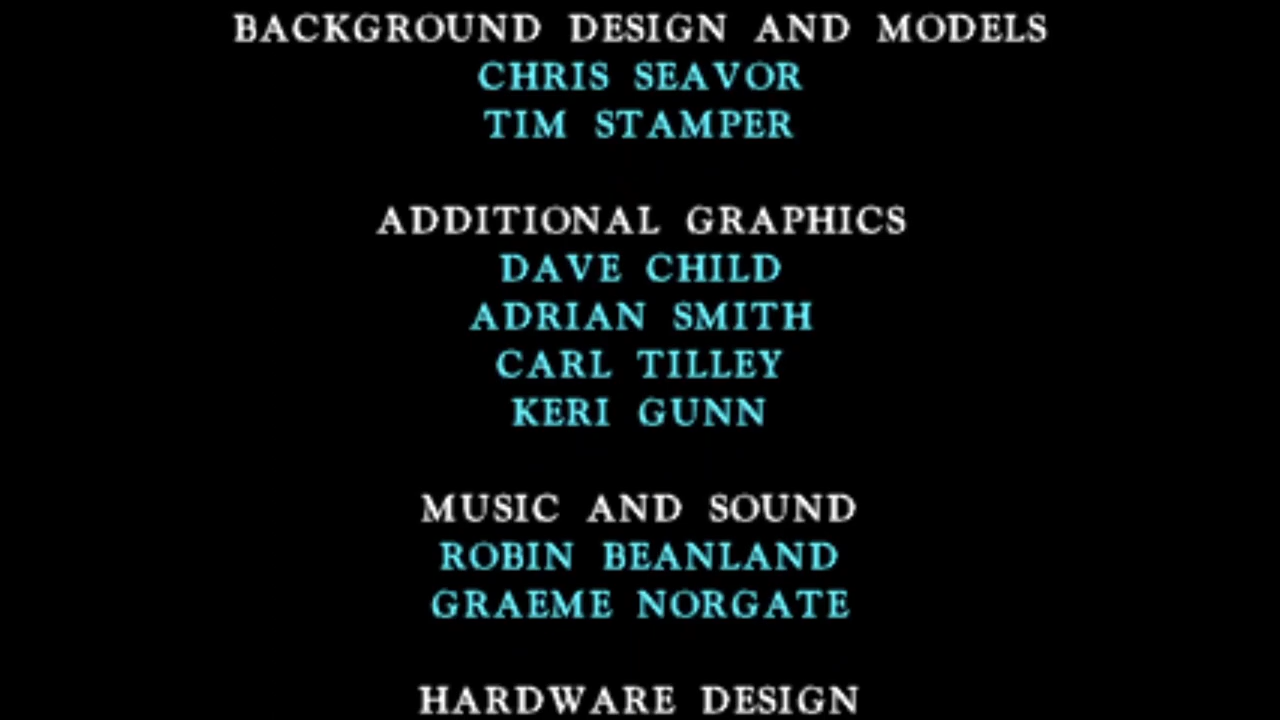 BACKGROUND DESIGN AND MODELS
CHRIS SEAVOR
TIM STAMPER
ADDITIONAL GRAPHICS
DAVE CHILD
ADRIAN SMITH
CARL TILLEY
KERI GUNN
MUSIC AND SOUND
ROBIN BEANLAND
GRAEME NORGATE
HARDWARE DESIGN